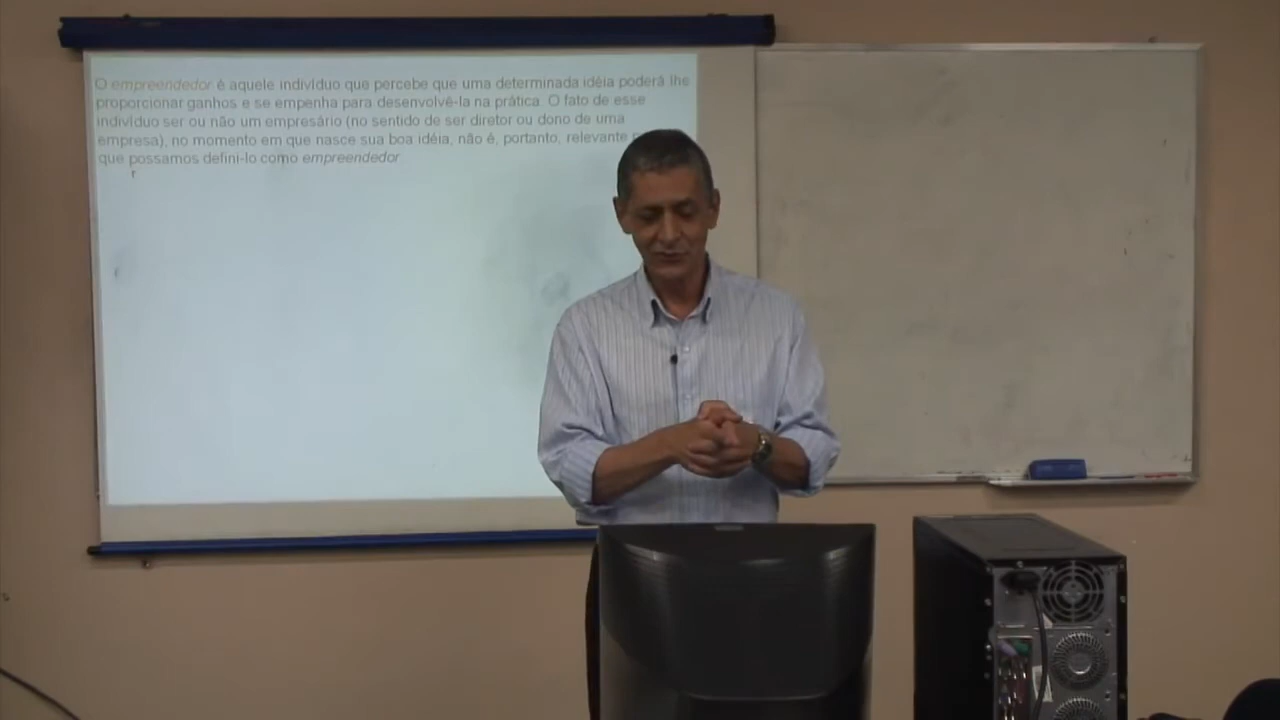 O empreendedor é aquele indivíduo que percebe que uma determinada idéia poderá lhe
proporcionar ganhos e se empenha para desenvolvê-la na prática. O fato de esse
indivíduo ser ou não um empresário (no sentido de ser diretor ou dono de uma
empresa), no momento em que nasce sua boa idéia, não é, portanto, relevante
que possamos defini-lo como empreendedor